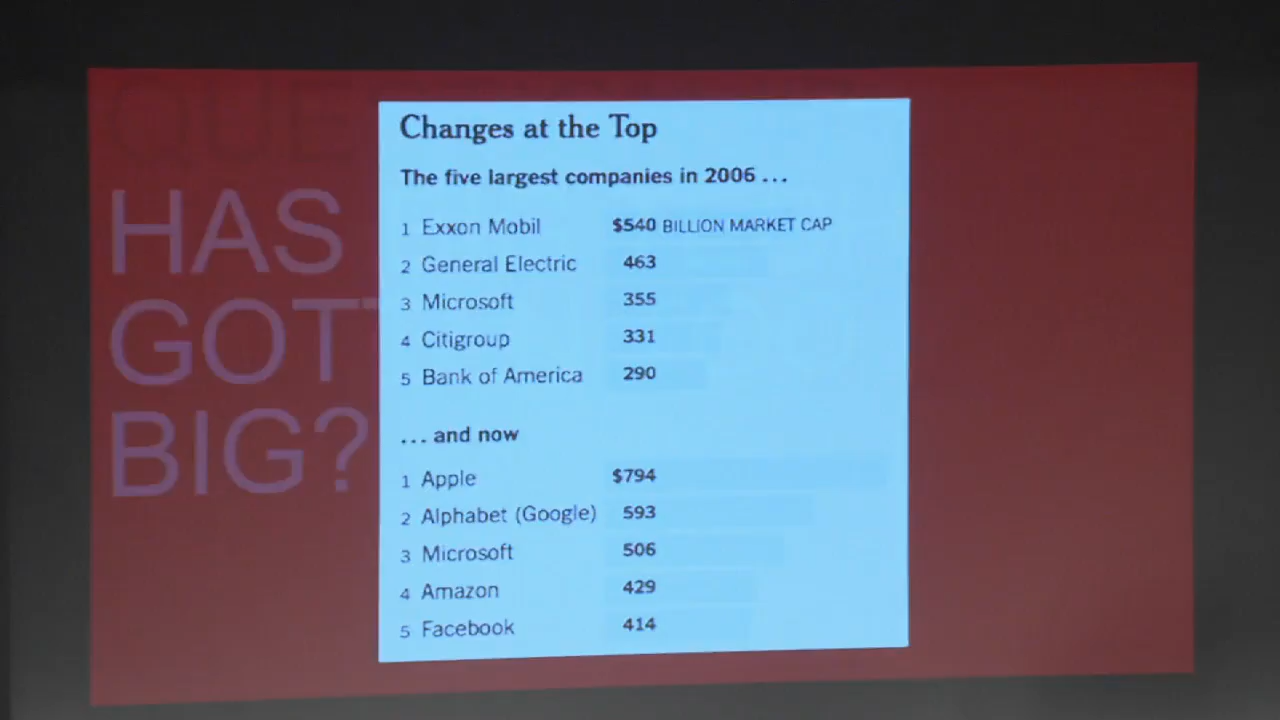 HAS
GOT
BIG?
Changes at the Top
The five largest companies in 2006 ...
1 Exxon Mobil $540 BILLION MARKET CAP
2 General Electric 463
3 Microsoft 355
4 Citigroup 331
5 Bank of America 290
... and now
1 Apple $794
2 Alphabet (Google) 593
3 Microsoft 506
4 Amazon 429
5 Facebook 414